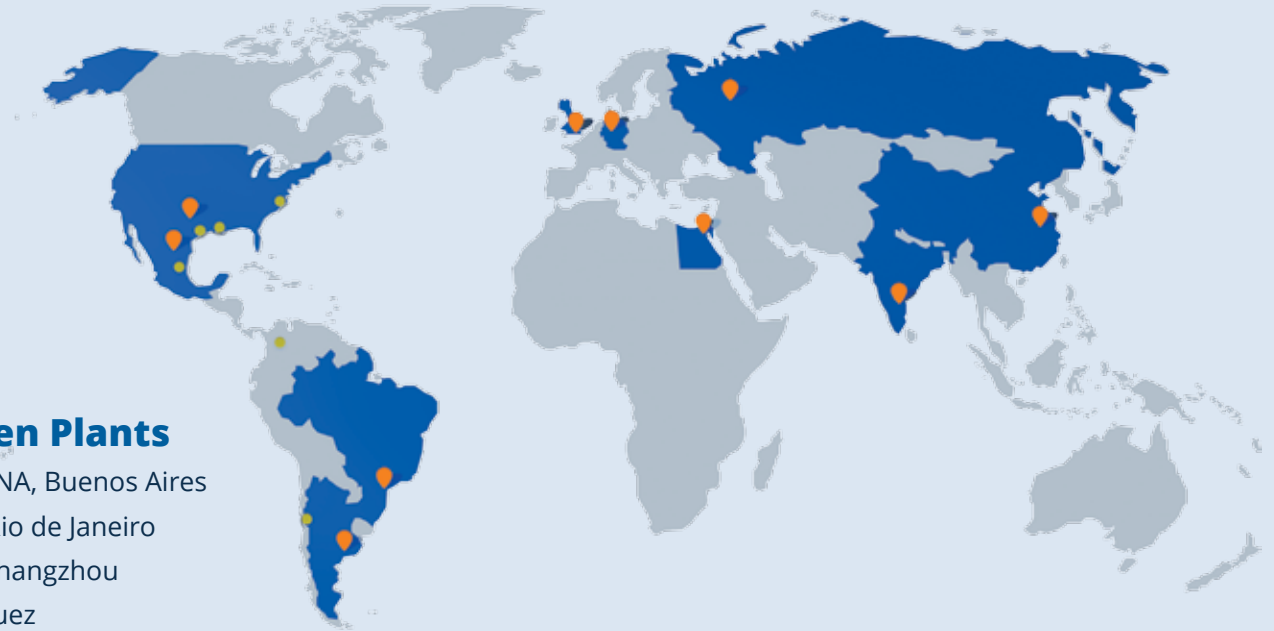 en Plants
NA, Buenos Aires
io de Janeiro
hangzhou
uez